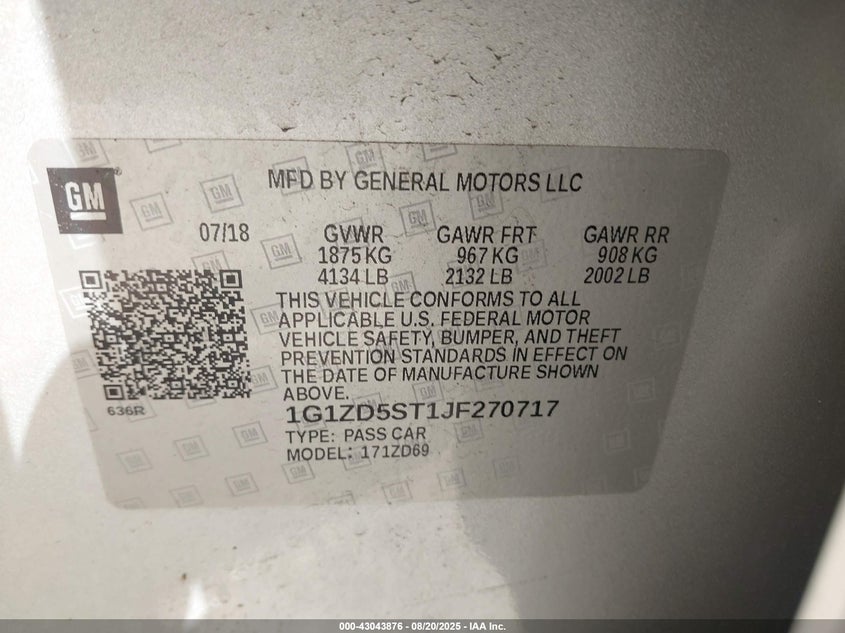 GM
MFD BY GENERAL MOTORS LLC
07/18 GVWR GAWR FRT GAWR RR
1875 KG 967 KG 908 KG
4134 LB 2132 LB 2002 LB
THIS VEHICLE CONFORMS TO ALL
APPLICABLE U.S. FEDERAL MOTOR
VEHICLE SAFETY, BUMPER, AND THEFT
PREVENTION STANDARDS IN EFFECT ON
THE DATE OF MANUFACTURE SHOWN
ABOVE.
636R
1G1ZD5ST1JF270717
TYPE: PASS CAR
MODEL: 171ZD69
000-43043876 - 08/20/2025 - IAA Inc.